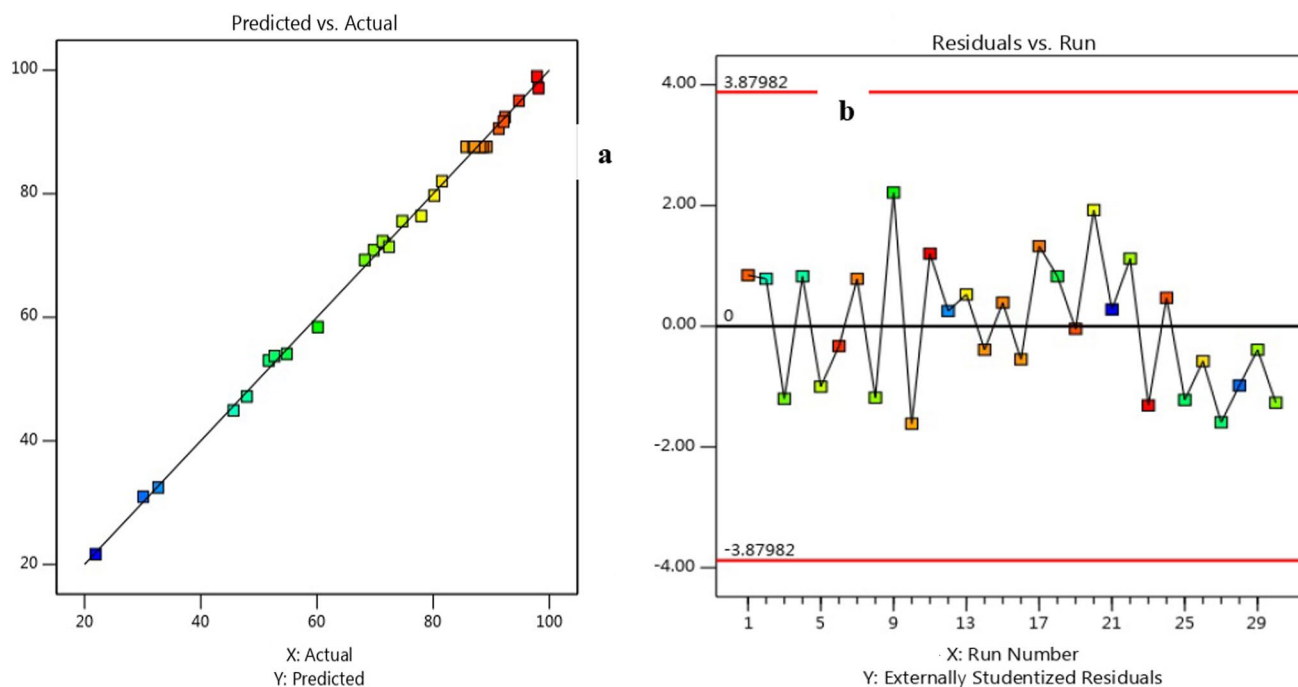 Predicted vs. Actual
100
80
60
40
20
20 40 60 80 100
X: Actual
Y: Predicted
a
Residuals vs. Run
4.00
3.87982
b
2.00
0
0.00
-2.00
-3.87982
-4.00
1 5 9 13 17 21 25 29
X: Run Number
Y: Externally Studentized Residuals